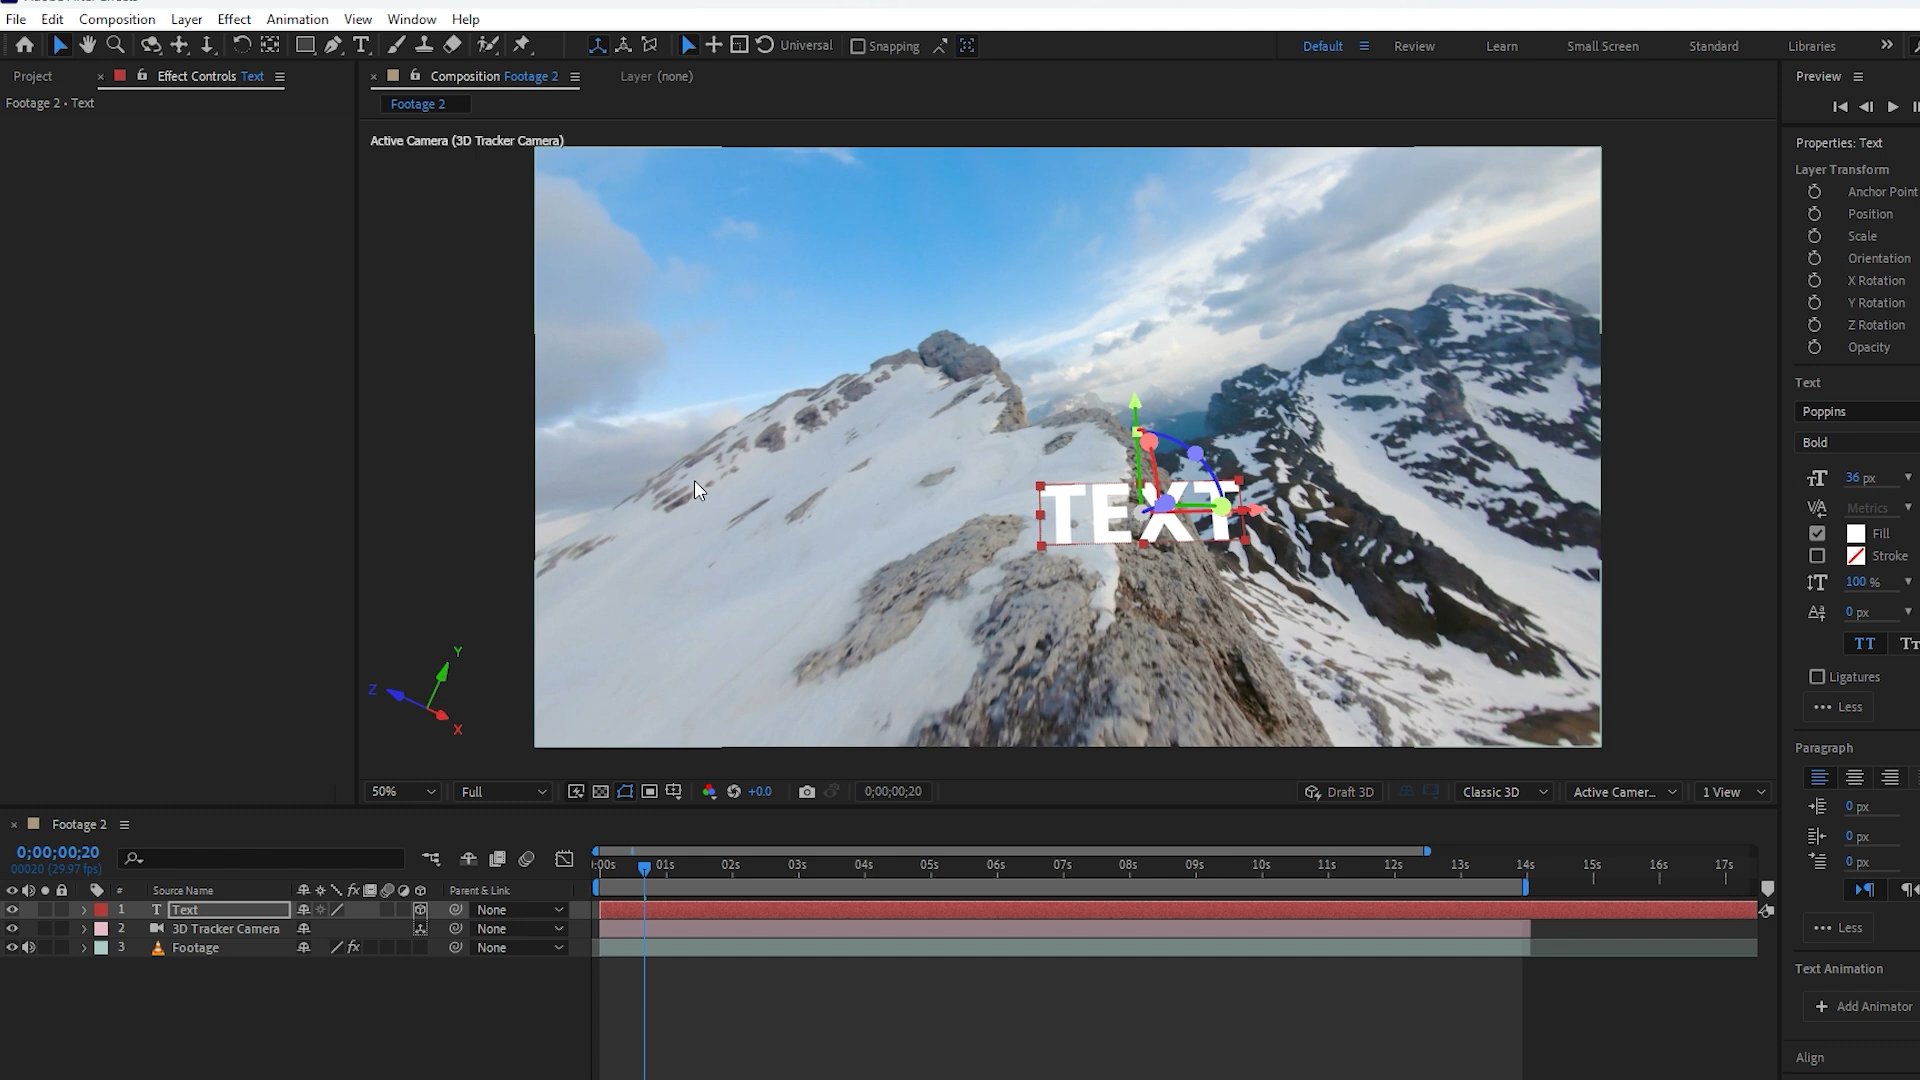 File Edit Composition Layer Effect Animation View Window Help
Universal Snapping Default Review Learn Small Screen Standard Libraries
Project Effect Controls Text Composition Footage 2 Layer (none) Preview
Footage 2 • Text
Footage 2
Active Camera (3D Tracker Camera)
Properties: Text
Layer Transform
Anchor Point
Position
Scale
Orientation
X Rotation
Y Rotation
Z Rotation
Opacity
Text
Poppins
Bold
36 px
Metrics
Fill
Stroke
100 %
0 px
TT
Ligatures
Less
TEXT
Y
Z
X
Paragraph
0 px
0 px
0 px
Less
50% Full +0.0 0;00;00;20 Draft 3D Classic 3D Active Camer... 1 View
Footage 2
0;00;00;20
00020 (29.97 fps)
:00s 01s 02s 03s 04s 05s 06s 07s 08s 09s 10s 11s 12s 13s 14s 15s 16s 17s
# Source Name fx Parent & Link
1 T Text None
2 3D Tracker Camera None
3 Footage fx None
Text Animation
Add Animator
Align